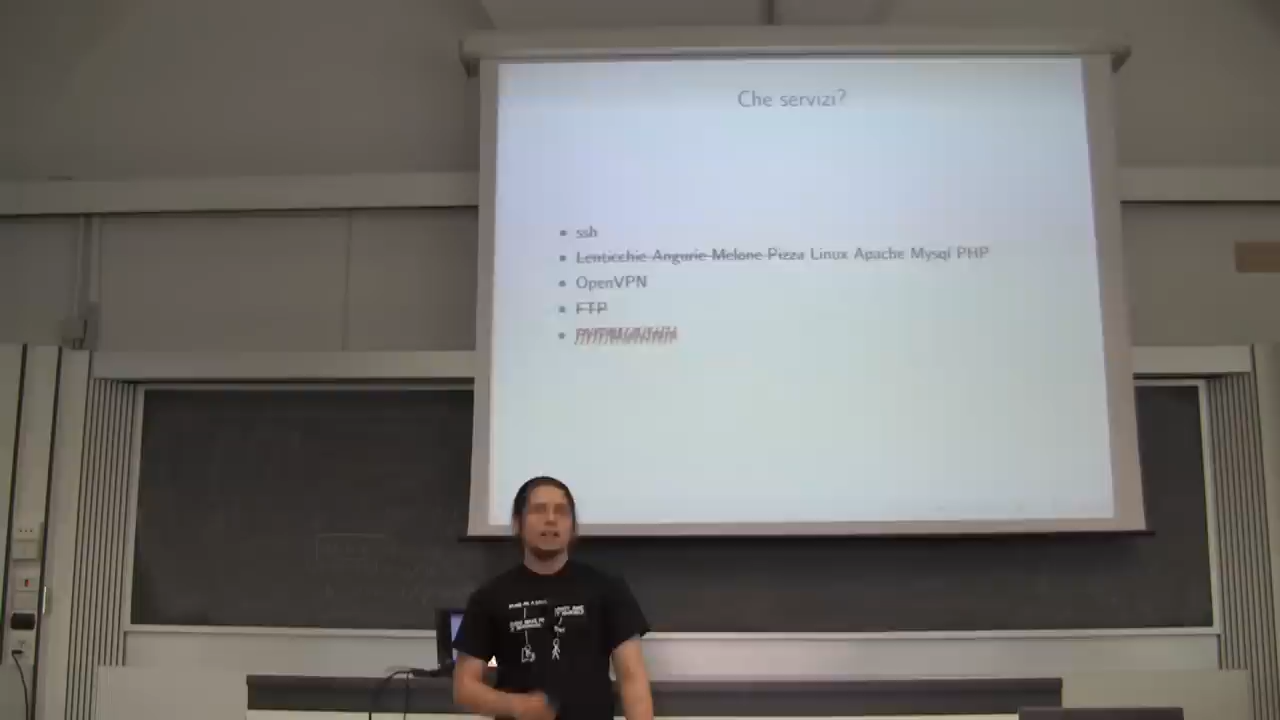 Che servizi?
ssh
Lenticchie Angurie Melone Pizza Linux Apache Mysql PHP
OpenVPN
FTP